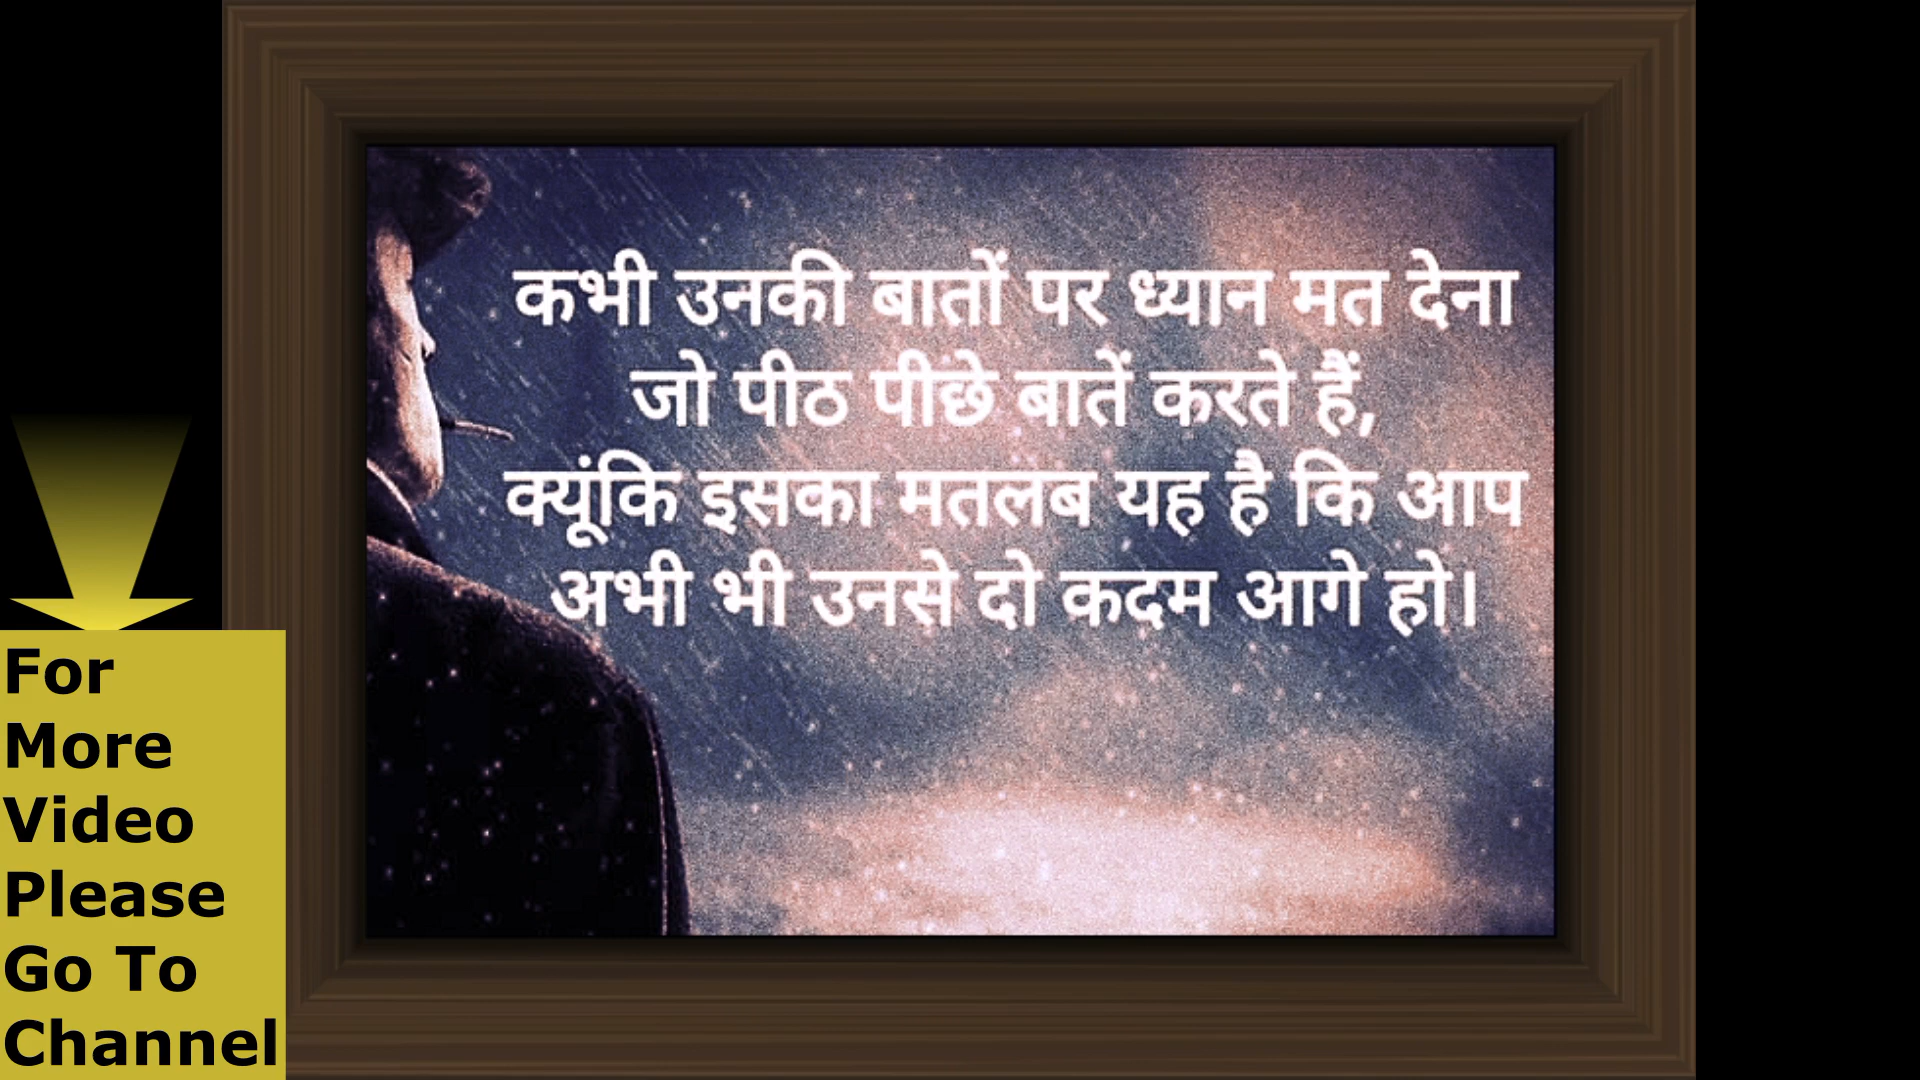 कभी उनकी बातों पर ध्यान मत देना
जो पीठ पीछे बातें करते हैं,
क्यूंकि इसका मतलब यह है कि आप
अभी भी उनसे दो कदम आगे हो।
For
More
Video
Please
Go To
Channel